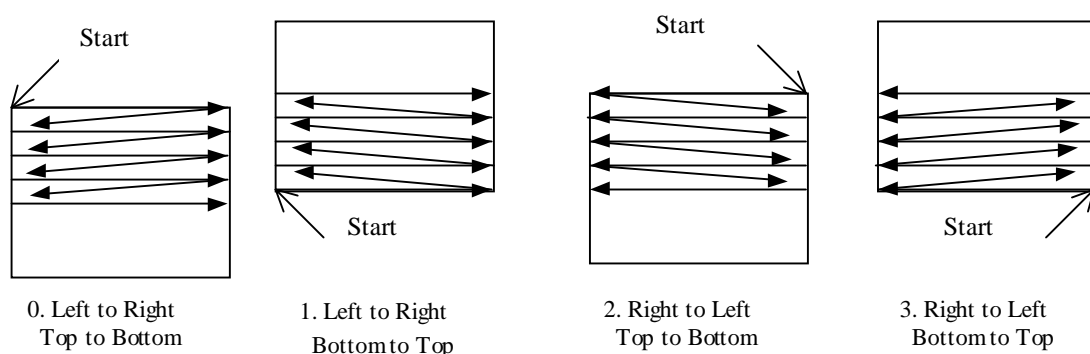 Start
Start
Start
Start
0. Left to Right
Top to Bottom
1. Left to Right
Bottom to Top
2. Right to Left
Top to Bottom
3. Right to Left
Bottom to Top